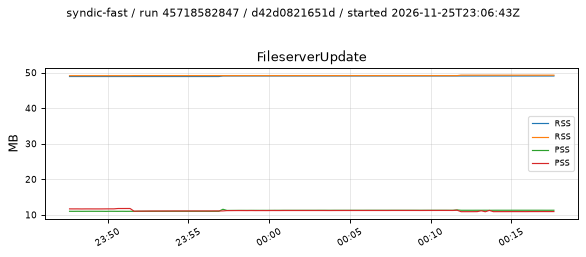 syndic-fast / run 45718582847 / d42d0821651d / started 2026-11-25T23:06:43Z
FileserverUpdate
MB
50
40
30
20
10
RSS
RSS
PSS
PSS
23:50
23:55
00:00
00:05
00:10
00:15